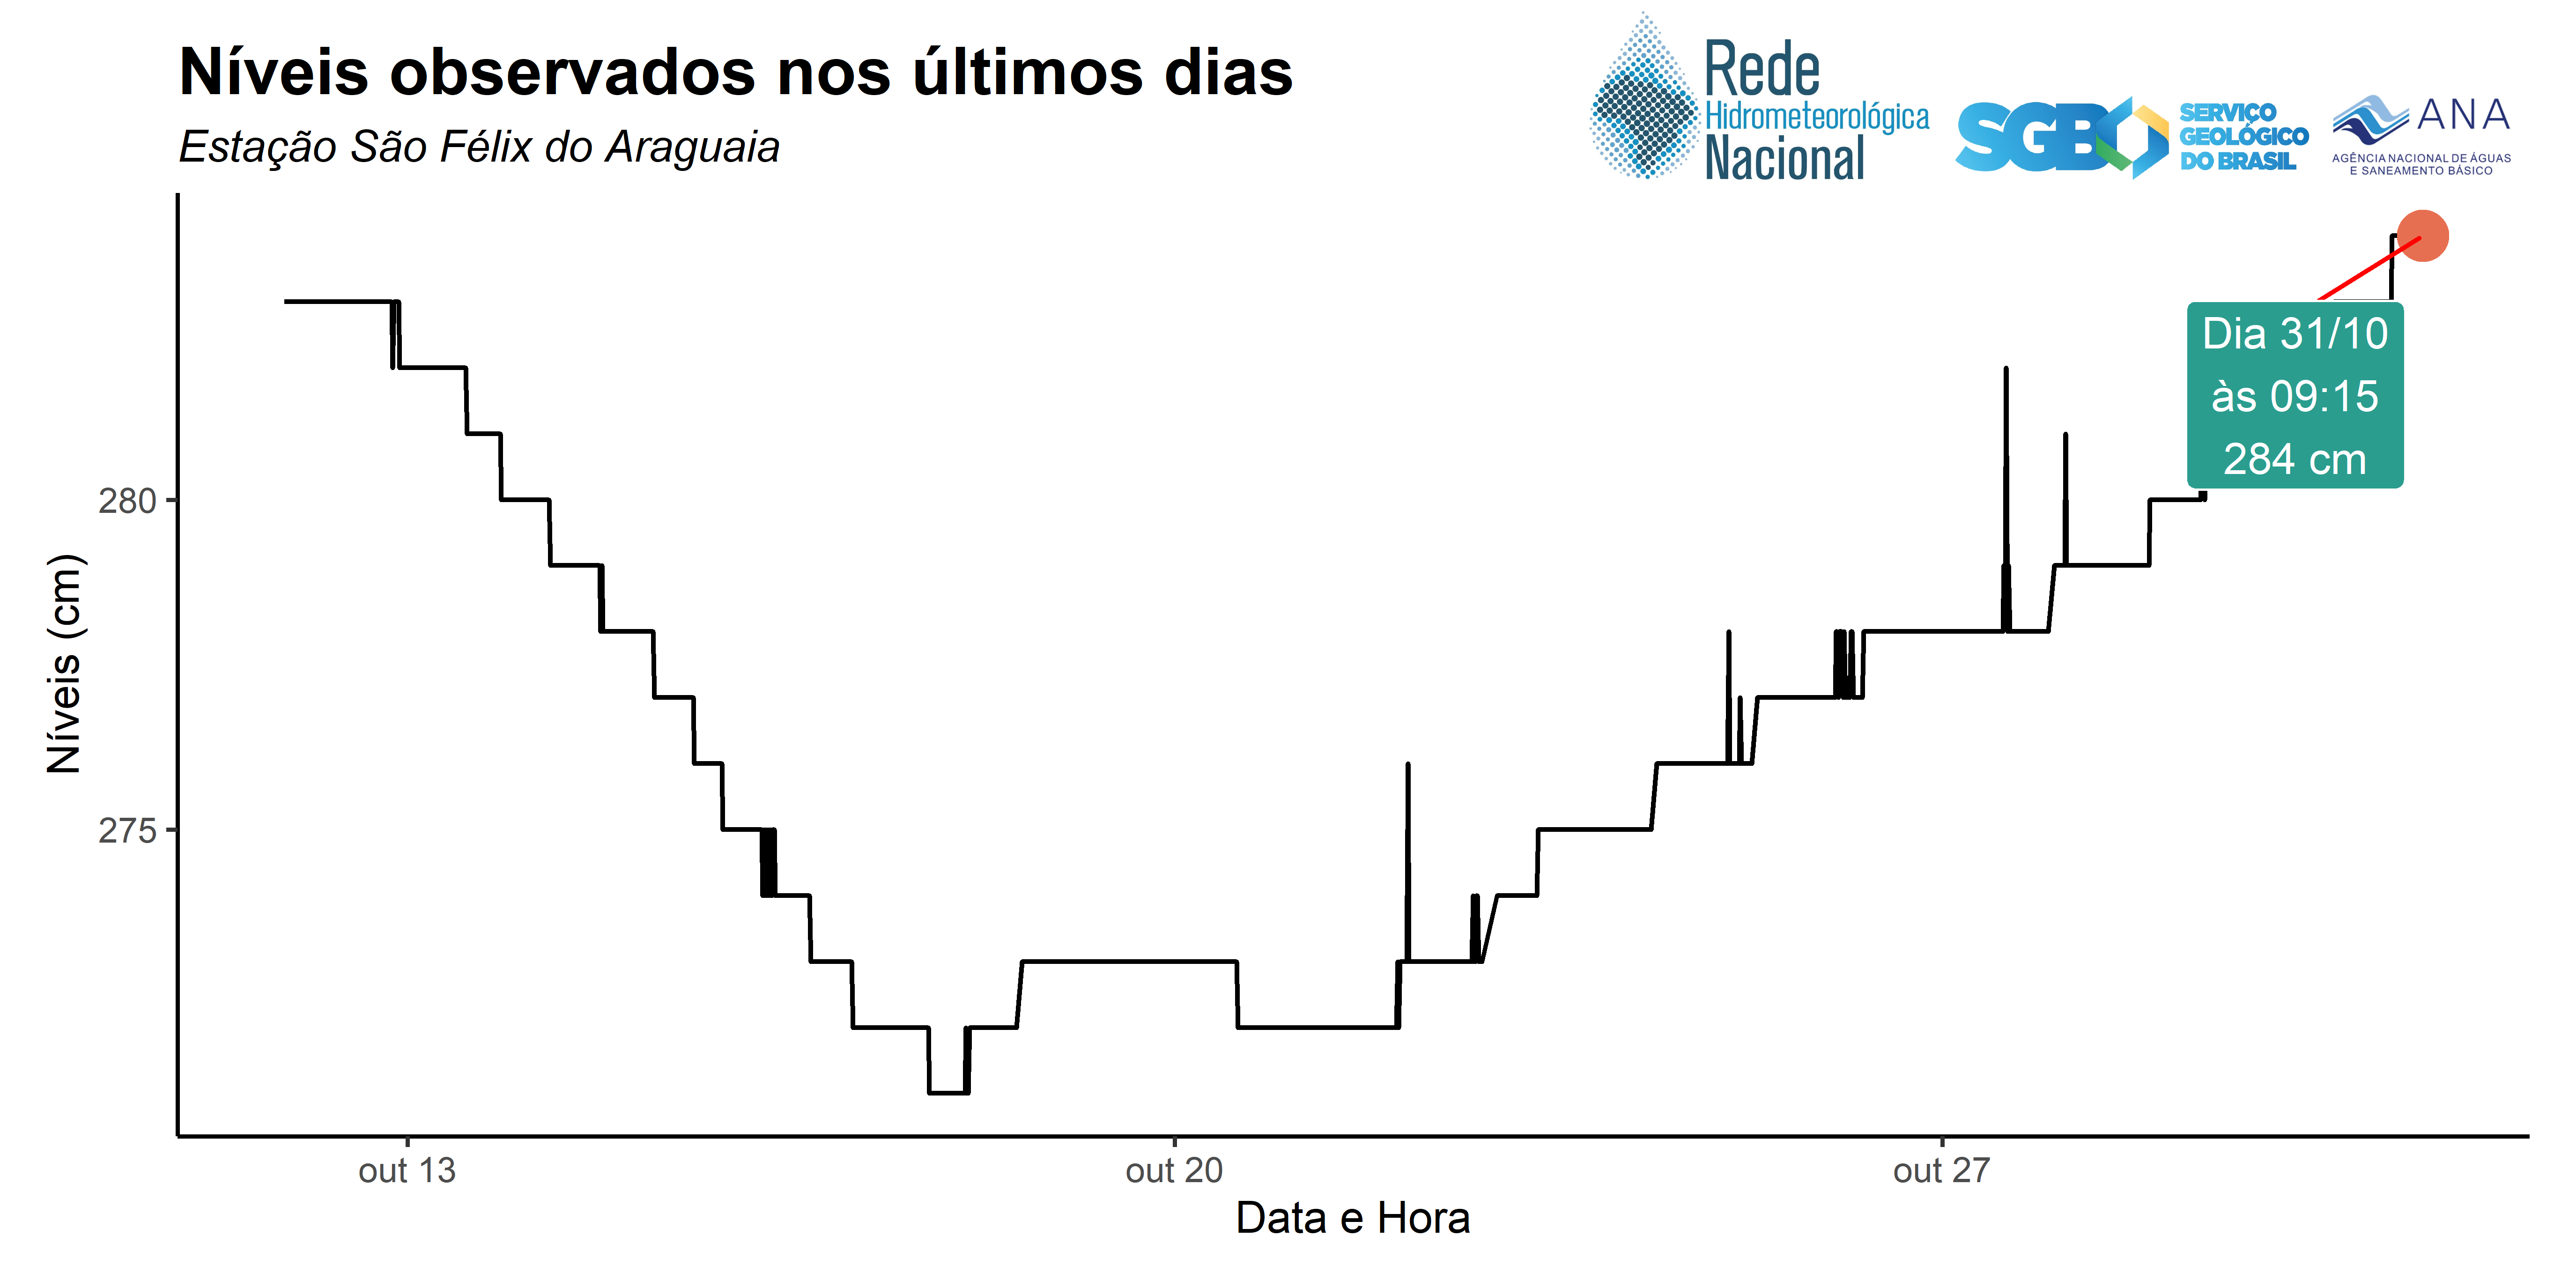 Níveis observados nos últimos dias
Estação São Félix do Araguaia
Rede
Hidrometeorológica
Nacional
SGB
SERVIÇO
GEOLÓGICO
DO BRASIL
ANA
AGÊNCIA NACIONAL DE ÁGUAS
E SANEAMENTO BÁSICO
Dia 31/10
às 09:15
284 cm
280
275
Níveis (cm)
out 13
out 20
out 27
Data e Hora